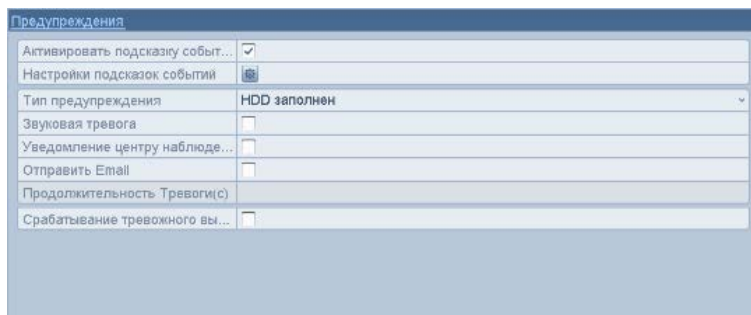 Предупреждения
Активировать подсказку событ...
Настройки подсказок событий
Тип предупреждения HDD заполнен
Звуковая тревога
Уведомление центру наблюде...
Отправить Email
Продолжительность Тревоги(с)
Срабатывание тревожного вы...